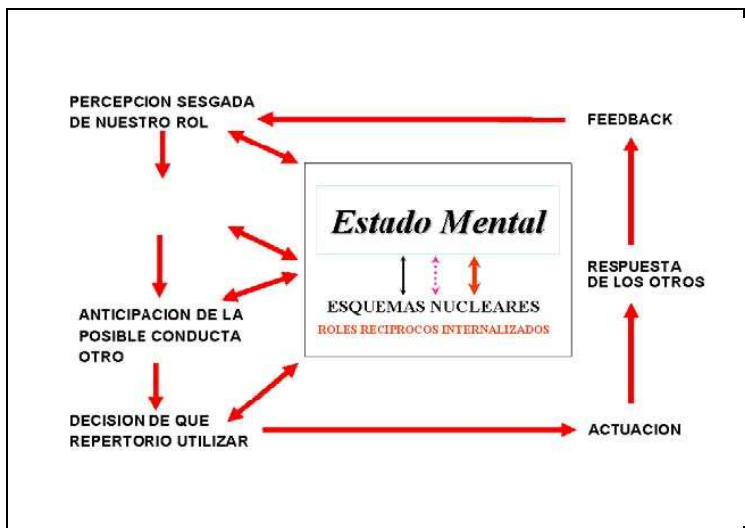 PERCEPCION SESGADA
DE NUESTRO ROL
FEEDBACK
Estado Mental
ESQUEMAS NUCLEARES
ROLES RECIPROCOS INTERNALIZADOS
RESPUESTA
DE LOS OTROS
ANTICIPACION DE LA
POSIBLE CONDUCTA
OTRO
DECISION DE QUE
REPERTORIO UTILIZAR
ACTUACION